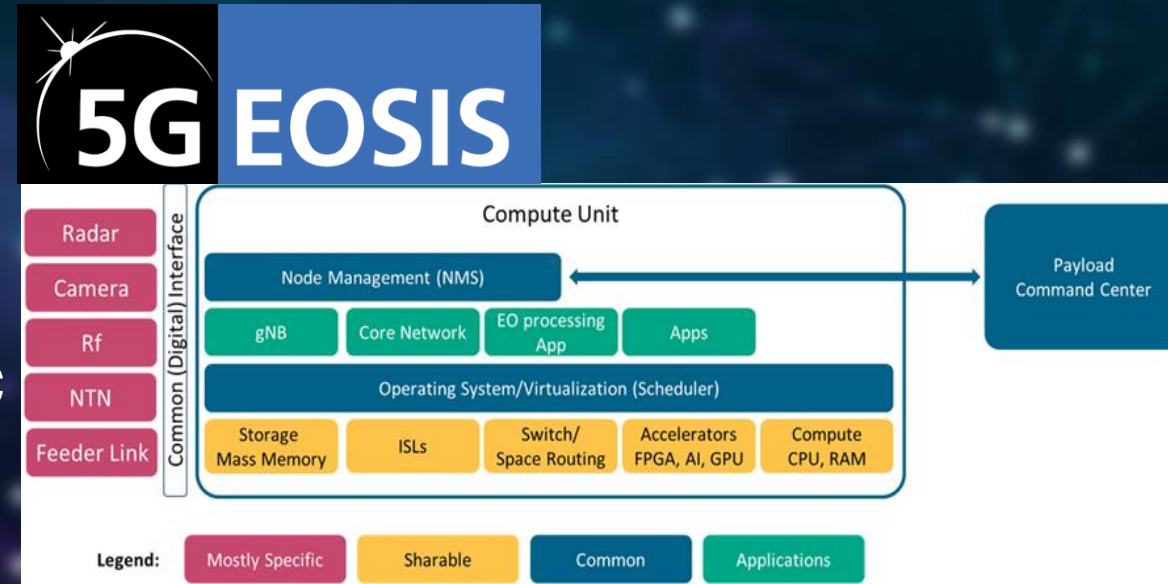 5G EOSIS
Radar
Camera
Rf
NTN
Feeder Link
Common (Digital) Interface
Compute Unit
Node Management (NMS)
gNB
Core Network
EO processing
App
Apps
Operating System/Virtualization (Scheduler)
Storage
Mass Memory
ISLs
Switch/
Space Routing
Accelerators
FPGA, AI, GPU
Compute
CPU, RAM
Payload
Command Center
Legend:
Mostly Specific
Sharable
Common
Applications